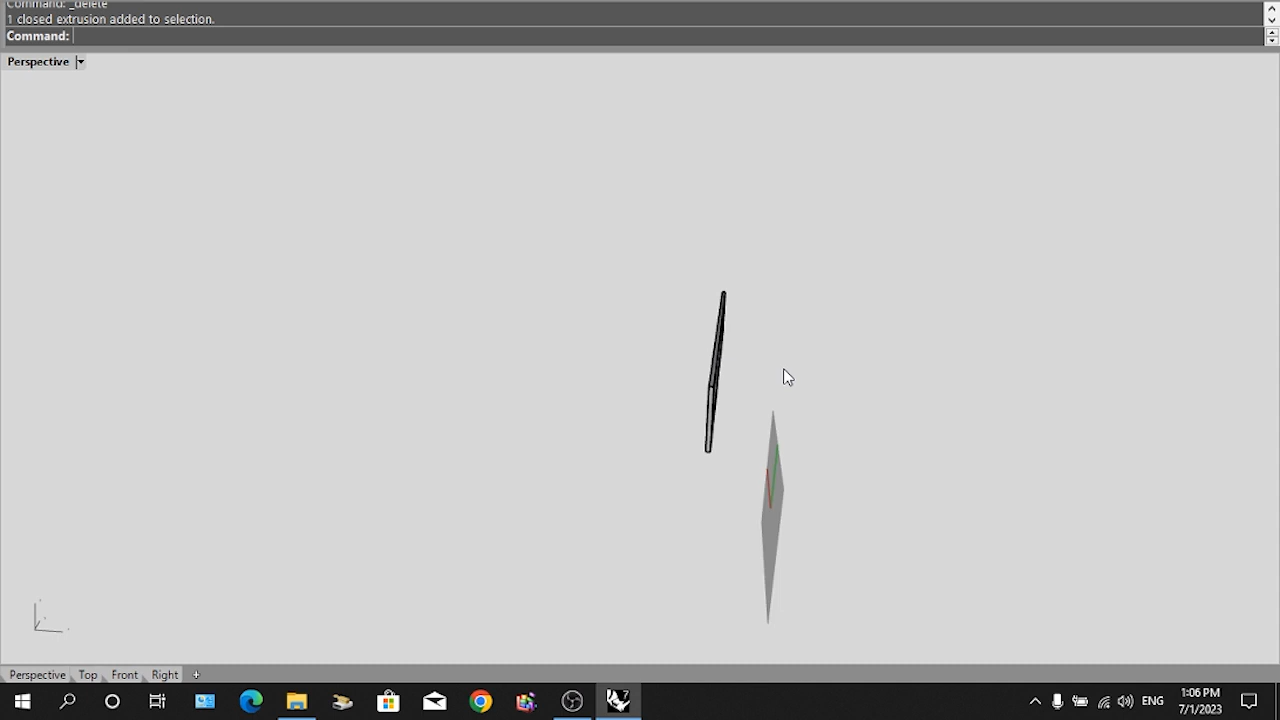 Command: _delete
1 closed extrusion added to selection.
Command:
Perspective
Perspective Top Front Right
7
ENG
1:06 PM
7/1/2023